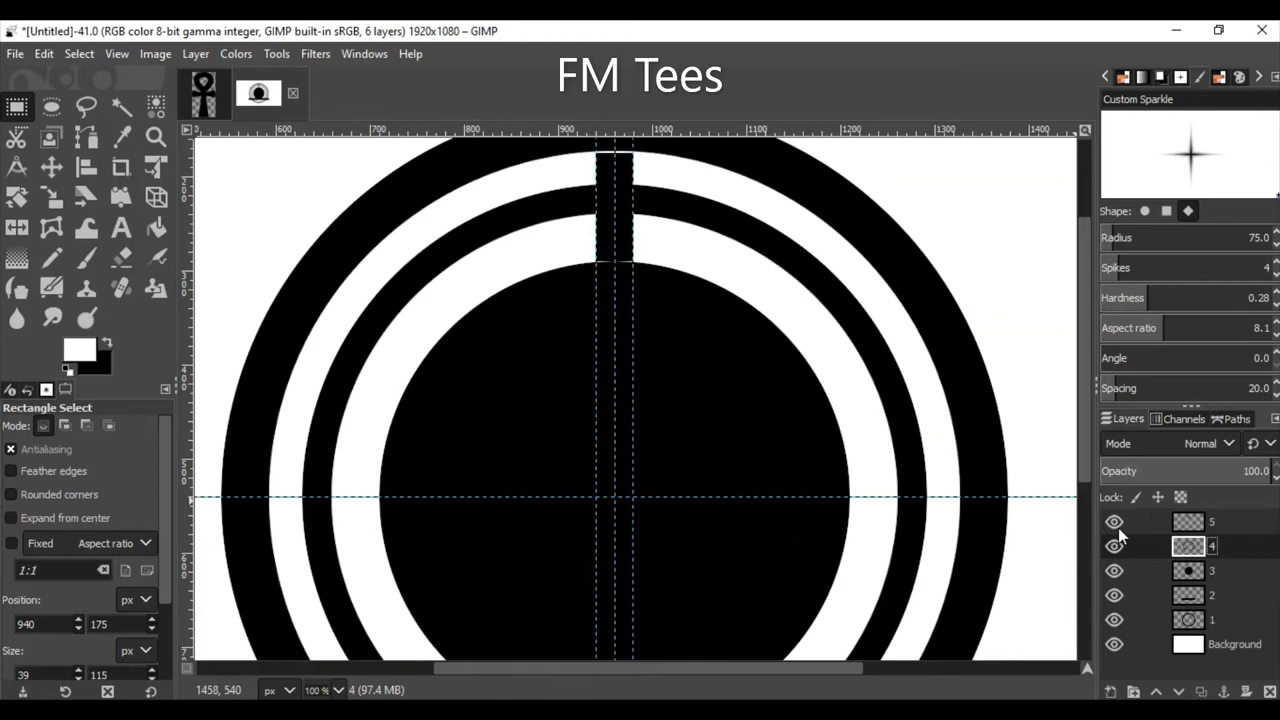 *[Untitled]-41.0 (RGB color 8-bit gamma integer, GIMP built-in sRGB, 6 layers) 1920x1080 – GIMP
File Edit Select View Image Layer Colors Tools Filters Windows Help
FM Tees
Custom Sparkle
600 700 800 900 1000 1100 1200 1300 1400
200
300
400
500
600
Shape:
Radius 75.0
Spikes 4
Hardness 0.28
Aspect ratio 8.1
Angle 0.0
Spacing 20.0
Rectangle Select
Mode:
Antialiasing
Feather edges
Rounded corners
Expand from center
Fixed Aspect ratio
1:1
Position: px
940 175
Size: px
39 115
Layers Channels Paths
Mode Normal
Opacity 100.0
Lock:
5
4
3
2
1
Background
1458, 540 px 100 % 4 (97.4 MB)